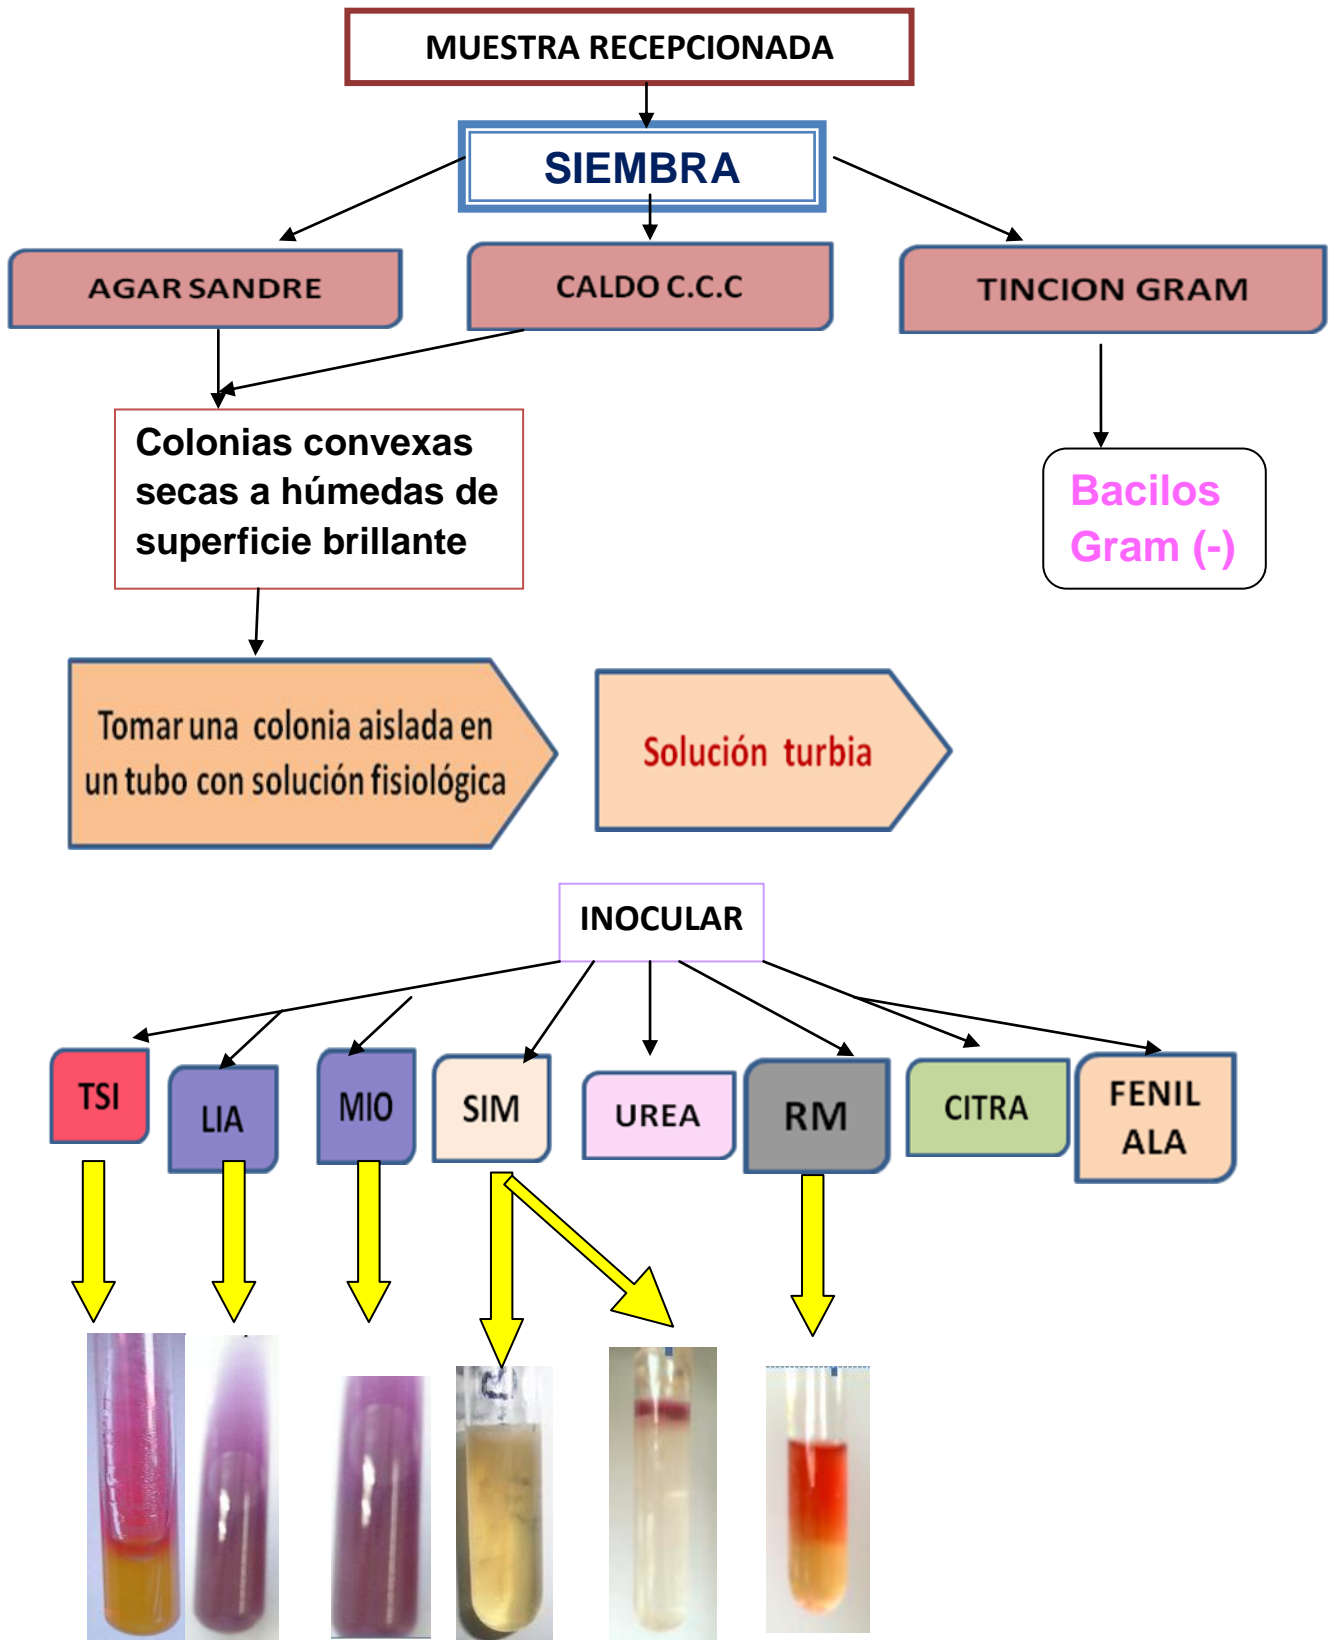 MUESTRA RECEPCIONADA
SIEMBRA
AGAR SANDRE
CALDO C.C.C
TINCION GRAM
Colonias convexas
secas a húmedas de
superficie brillante
Bacilos
Gram (-)
Tomar una colonia aislada en
un tubo con solución fisiológica
Solución turbia
INOCULAR
TSI
LIA
MIO
SIM
UREA
RM
CITRA
FENIL
ALA